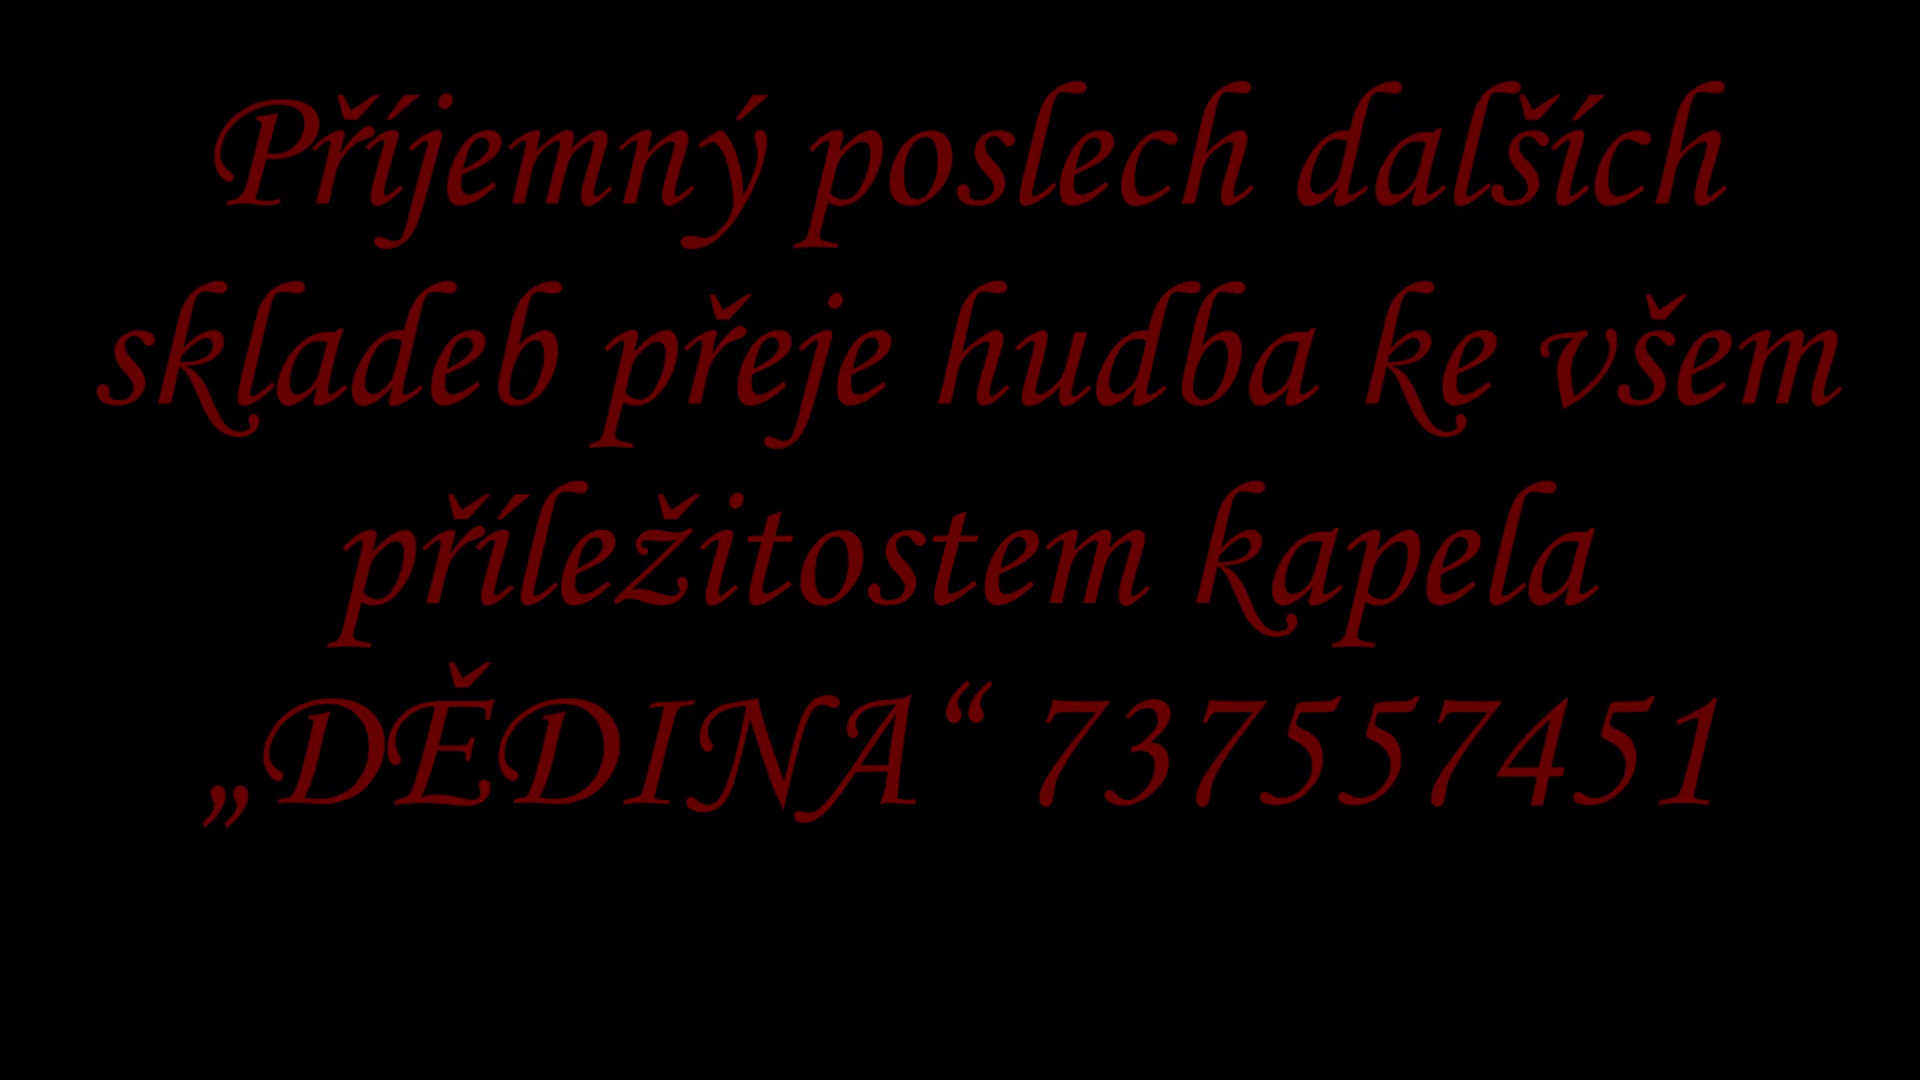 Příjemný poslech dalších
skladeb přeje hudba ke všem
příležitostem kapela
„DĚDINA“ 737557451